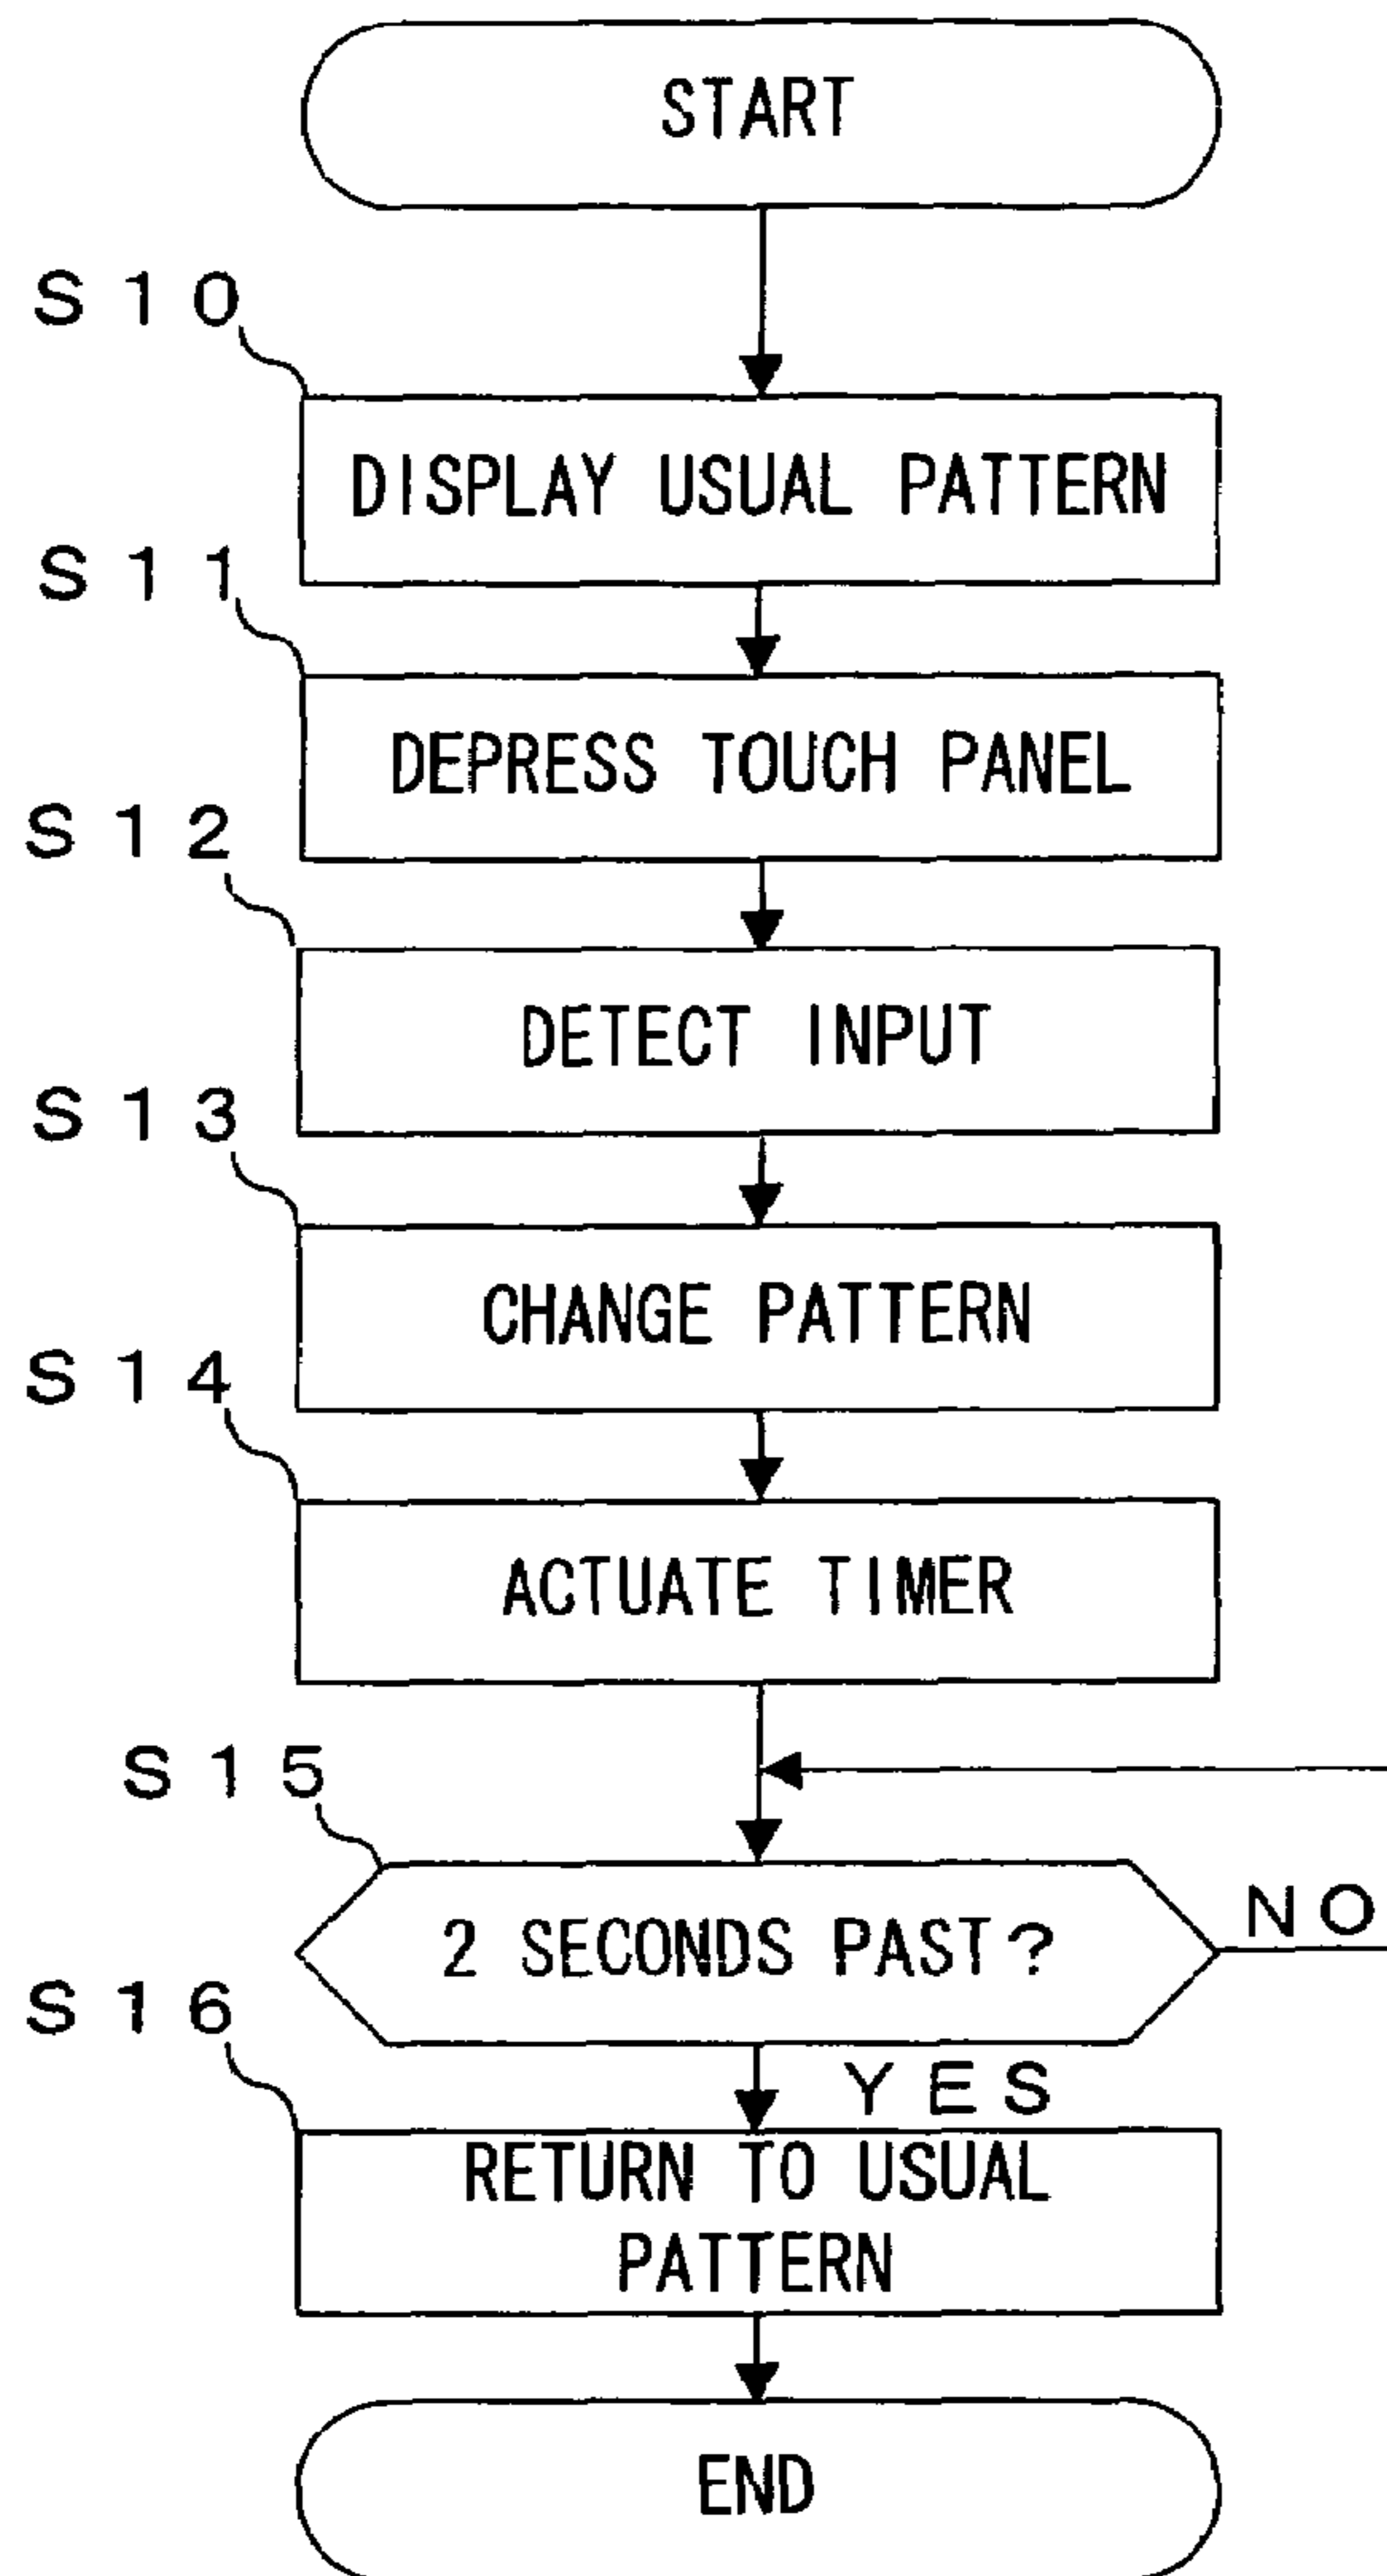 START
S10
DISPLAY USUAL PATTERN
S11
DEPRESS TOUCH PANEL
S12
DETECT INPUT
S13
CHANGE PATTERN
S14
ACTUATE TIMER
S15
2 SECONDS PAST?
NO
S16
YES
RETURN TO USUAL
PATTERN
END